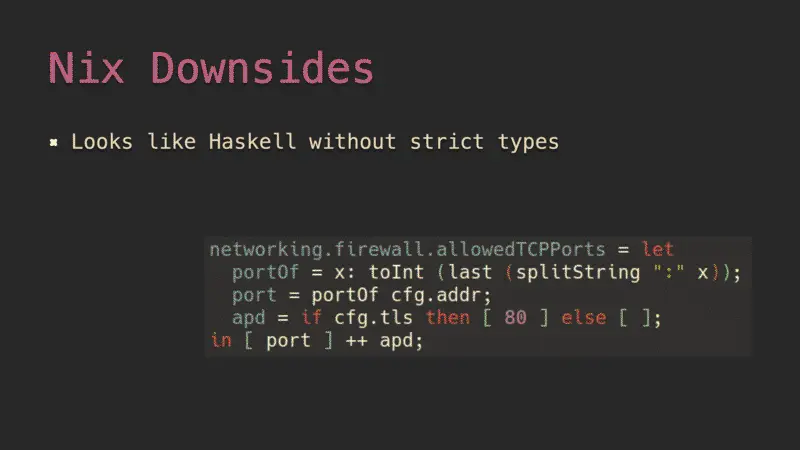 Nix Downsides
✖ Looks like Haskell without strict types
networking.firewall.allowedTCPPorts = let
  portOf = x: toInt (last (splitString ":" x));
  port = portOf cfg.addr;
  apd = if cfg.tls then [ 80 ] else [ ];
in [ port ] ++ apd;